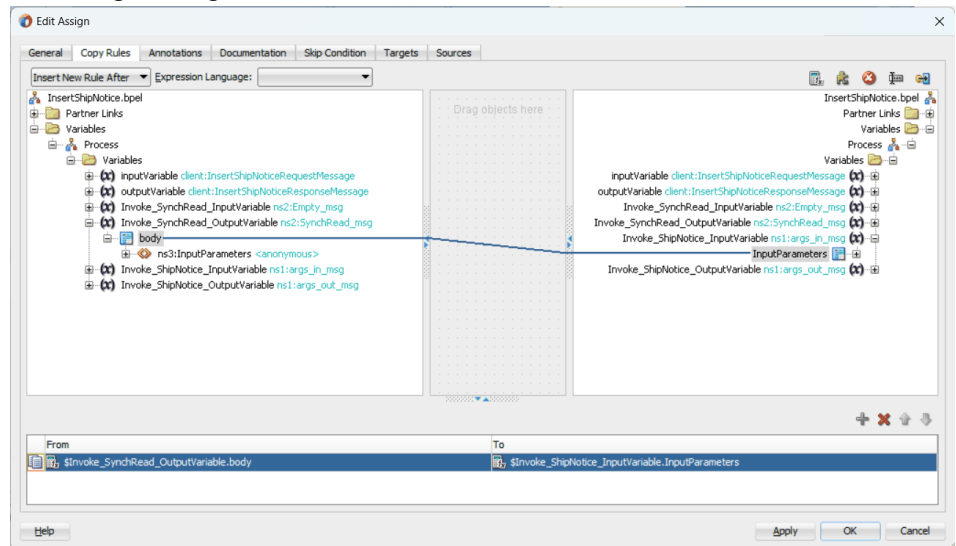 Edit Assign
General Copy Rules Annotations Documentation Skip Condition Targets Sources
Insert New Rule After Expression Language:
InsertShipNotice.bpel
Partner Links
Variables
Process
Variables
inputVariable client:InsertShipNoticeRequestMessage
outputVariable client:InsertShipNoticeResponseMessage
Invoke_SynchRead_InputVariable ns2:Empty_msg
Invoke_SynchRead_OutputVariable ns2:SynchRead_msg
body
ns3:InputParameters <anonymous>
Invoke_ShipNotice_InputVariable ns1:args_in_msg
Invoke_ShipNotice_OutputVariable ns1:args_out_msg
Drag objects here
InsertShipNotice.bpel
Partner Links
Variables
Process
Variables
inputVariable client:InsertShipNoticeRequestMessage
outputVariable client:InsertShipNoticeResponseMessage
Invoke_SynchRead_InputVariable ns2:Empty_msg
Invoke_SynchRead_OutputVariable ns2:SynchRead_msg
Invoke_ShipNotice_InputVariable ns1:args_in_msg
InputParameters
Invoke_ShipNotice_OutputVariable ns1:args_out_msg
From To
$Invoke_SynchRead_OutputVariable.body $Invoke_ShipNotice_InputVariable.InputParameters
Help Apply OK Cancel